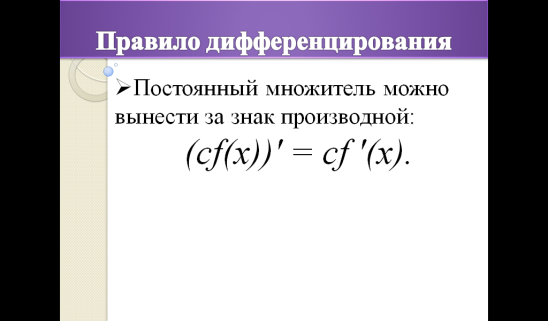 Правило дифференцирования
➢Постоянный множитель можно
вынести за знак производной:
(cf(x))' = cf '(x).